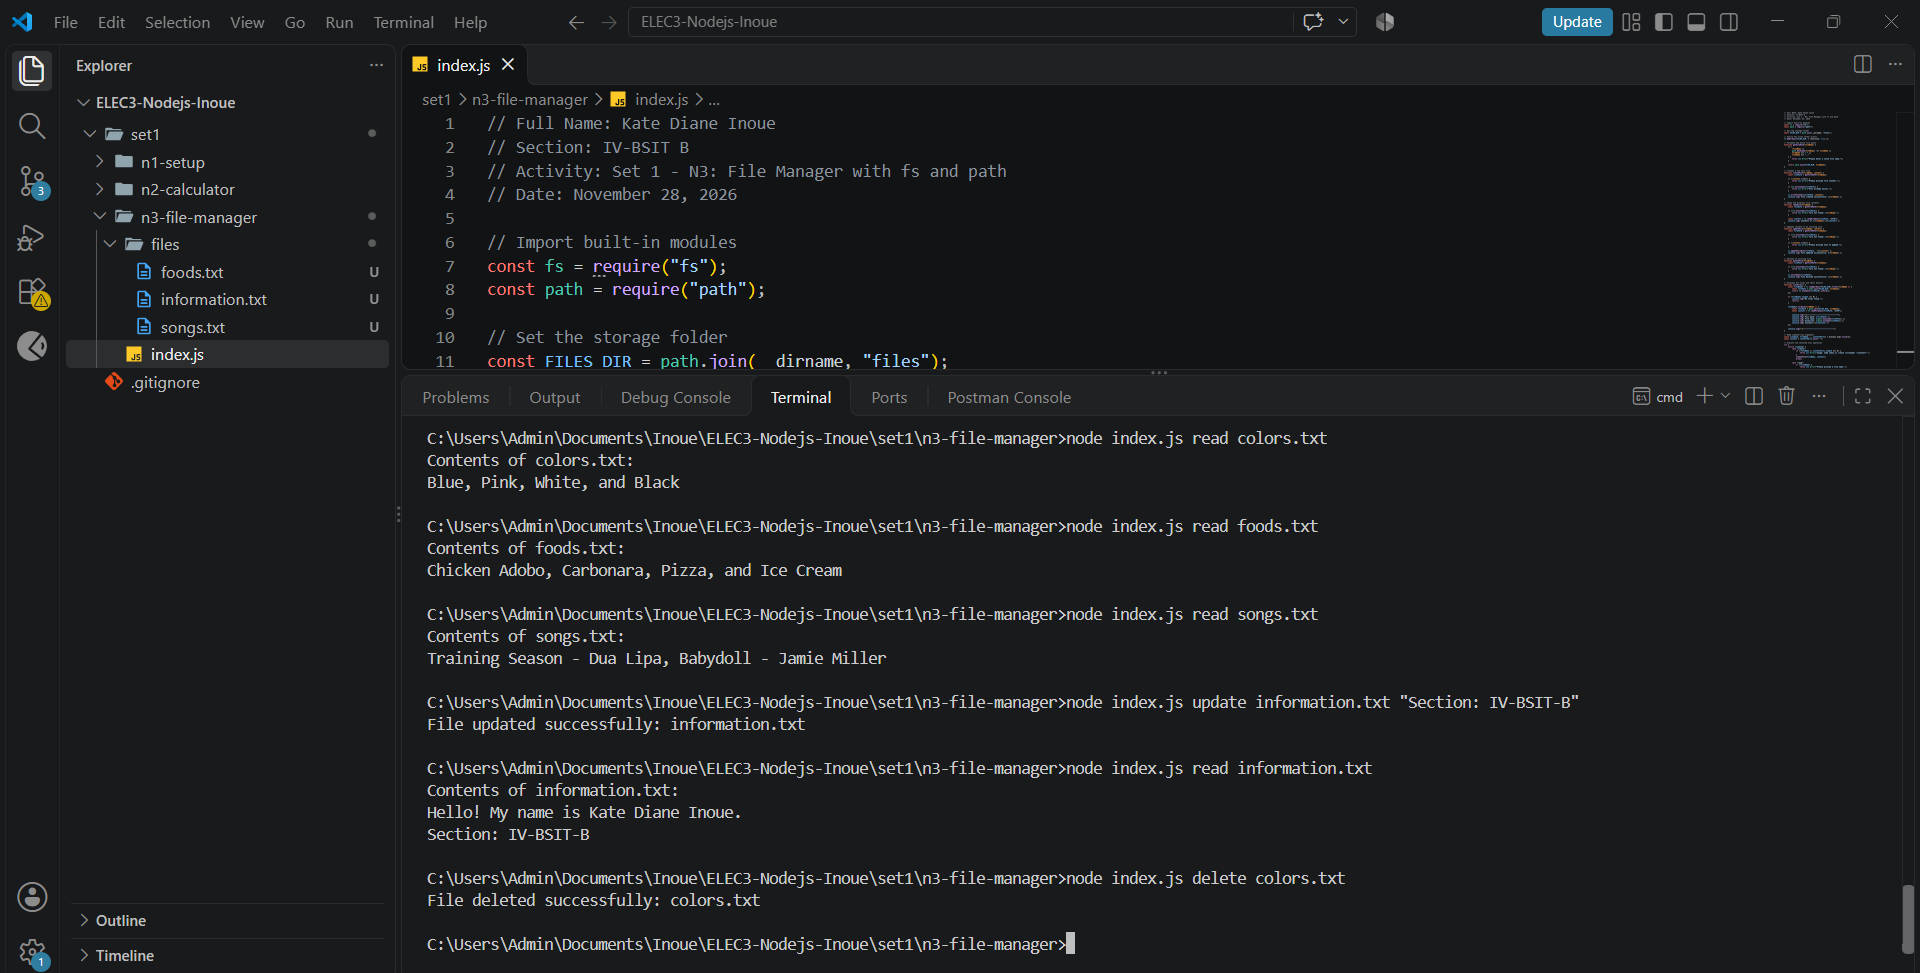 File Edit Selection View Go Run Terminal Help
ELEC3-Nodejs-Inoue
Update
Explorer
ELEC3-Nodejs-Inoue
set1
n1-setup
n2-calculator
n3-file-manager
files
foods.txt U
information.txt U
songs.txt U
JS index.js
.gitignore
3
1
Outline
Timeline
JS index.js
set1 > n3-file-manager > JS index.js > ...
1 // Full Name: Kate Diane Inoue
2 // Section: IV-BSIT B
3 // Activity: Set 1 - N3: File Manager with fs and path
4 // Date: November 28, 2026
5
6 // Import built-in modules
7 const fs = require("fs");
8 const path = require("path");
9
10 // Set the storage folder
11 const FILES_DIR = path.join(__dirname, "files");
Problems Output Debug Console Terminal Ports Postman Console
cmd
C:\Users\Admin\Documents\Inoue\ELEC3-Nodejs-Inoue\set1\n3-file-manager>node index.js read colors.txt
Contents of colors.txt:
Blue, Pink, White, and Black
C:\Users\Admin\Documents\Inoue\ELEC3-Nodejs-Inoue\set1\n3-file-manager>node index.js read foods.txt
Contents of foods.txt:
Chicken Adobo, Carbonara, Pizza, and Ice Cream
C:\Users\Admin\Documents\Inoue\ELEC3-Nodejs-Inoue\set1\n3-file-manager>node index.js read songs.txt
Contents of songs.txt:
Training Season - Dua Lipa, Babydoll - Jamie Miller
C:\Users\Admin\Documents\Inoue\ELEC3-Nodejs-Inoue\set1\n3-file-manager>node index.js update information.txt "Section: IV-BSIT-B"
File updated successfully: information.txt
C:\Users\Admin\Documents\Inoue\ELEC3-Nodejs-Inoue\set1\n3-file-manager>node index.js read information.txt
Contents of information.txt:
Hello! My name is Kate Diane Inoue.
Section: IV-BSIT-B
C:\Users\Admin\Documents\Inoue\ELEC3-Nodejs-Inoue\set1\n3-file-manager>node index.js delete colors.txt
File deleted successfully: colors.txt
C:\Users\Admin\Documents\Inoue\ELEC3-Nodejs-Inoue\set1\n3-file-manager>